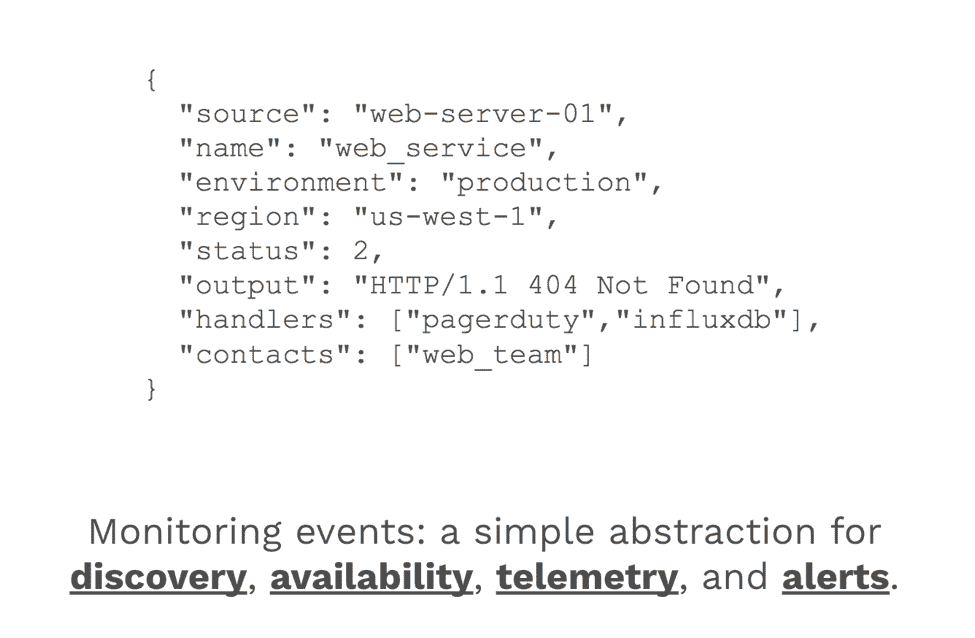 {
"source": "web-server-01",
"name": "web_service",
"environment": "production",
"region": "us-west-1",
"status": 2,
"output": "HTTP/1.1 404 Not Found",
"handlers": ["pagerduty","influxdb"],
"contacts": ["web_team"]
}
Monitoring events: a simple abstraction for
discovery, availability, telemetry, and alerts.